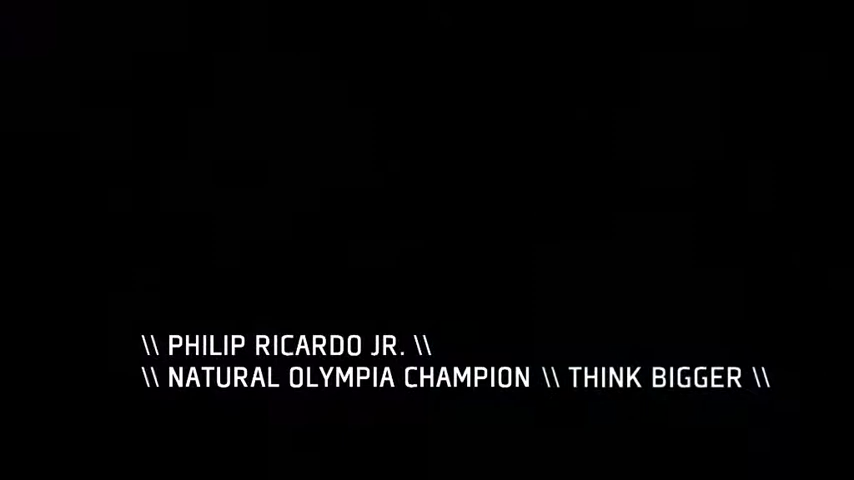 \\ PHILIP RICARDO JR. \\
\\ NATURAL OLYMPIA CHAMPION \\ THINK BIGGER \\